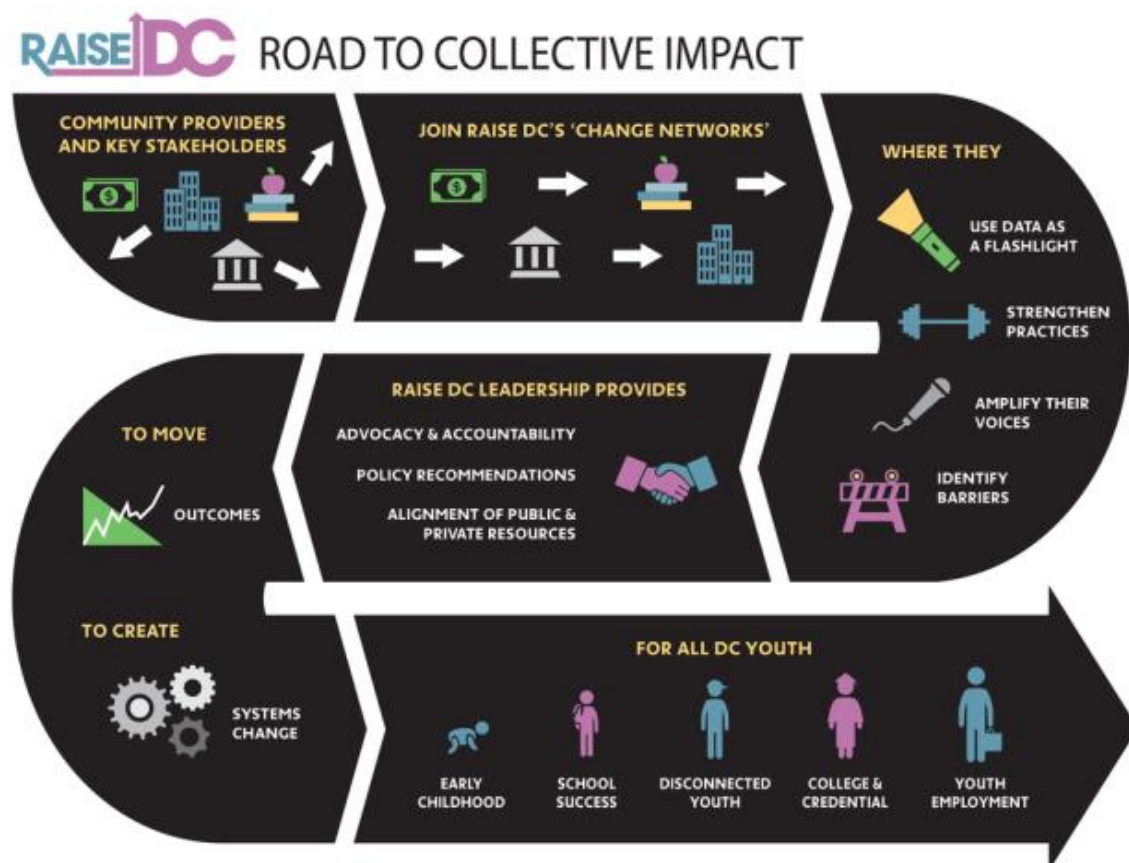 RAISE DC ROAD TO COLLECTIVE IMPACT
COMMUNITY PROVIDERS
AND KEY STAKEHOLDERS
$
JOIN RAISE DC'S 'CHANGE NETWORKS'
$
WHERE THEY
USE DATA AS
A FLASHLIGHT
STRENGTHEN
PRACTICES
AMPLIFY THEIR
VOICES
IDENTIFY
BARRIERS
RAISE DC LEADERSHIP PROVIDES
ADVOCACY & ACCOUNTABILITY
POLICY RECOMMENDATIONS
ALIGNMENT OF PUBLIC &
PRIVATE RESOURCES
TO MOVE
OUTCOMES
TO CREATE
SYSTEMS
CHANGE
FOR ALL DC YOUTH
EARLY
CHILDHOOD
SCHOOL
SUCCESS
DISCONNECTED
YOUTH
COLLEGE &
CREDENTIAL
YOUTH
EMPLOYMENT